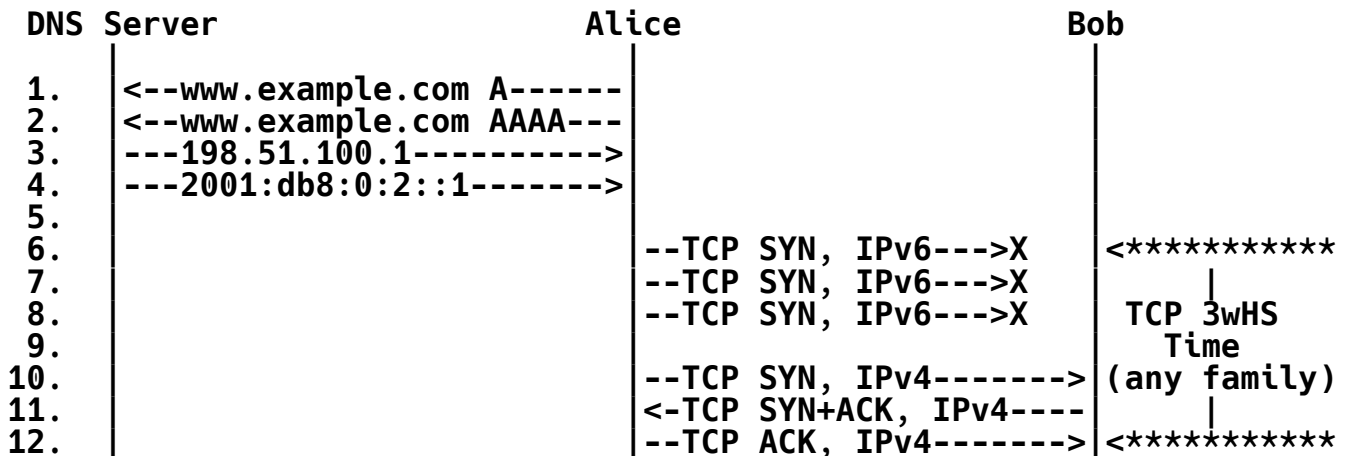 DNS Server                   Alice                    Bob
1.   |<--www.example.com A------|
2.   |<--www.example.com AAAA---|
3.   |---198.51.100.1---------->|
4.   |---2001:db8:0:2::1------->|
5.
6.   |                          |--TCP SYN, IPv6--->X   |<***********
7.   |                          |--TCP SYN, IPv6--->X   |     |
8.   |                          |--TCP SYN, IPv6--->X   | TCP 3wHS
9.   |                          |                       |   Time
10.  |                          |--TCP SYN, IPv4------->|(any family)
11.  |                          |<-TCP SYN+ACK, IPv4----|     |
12.  |                          |--TCP ACK, IPv4------->|<***********